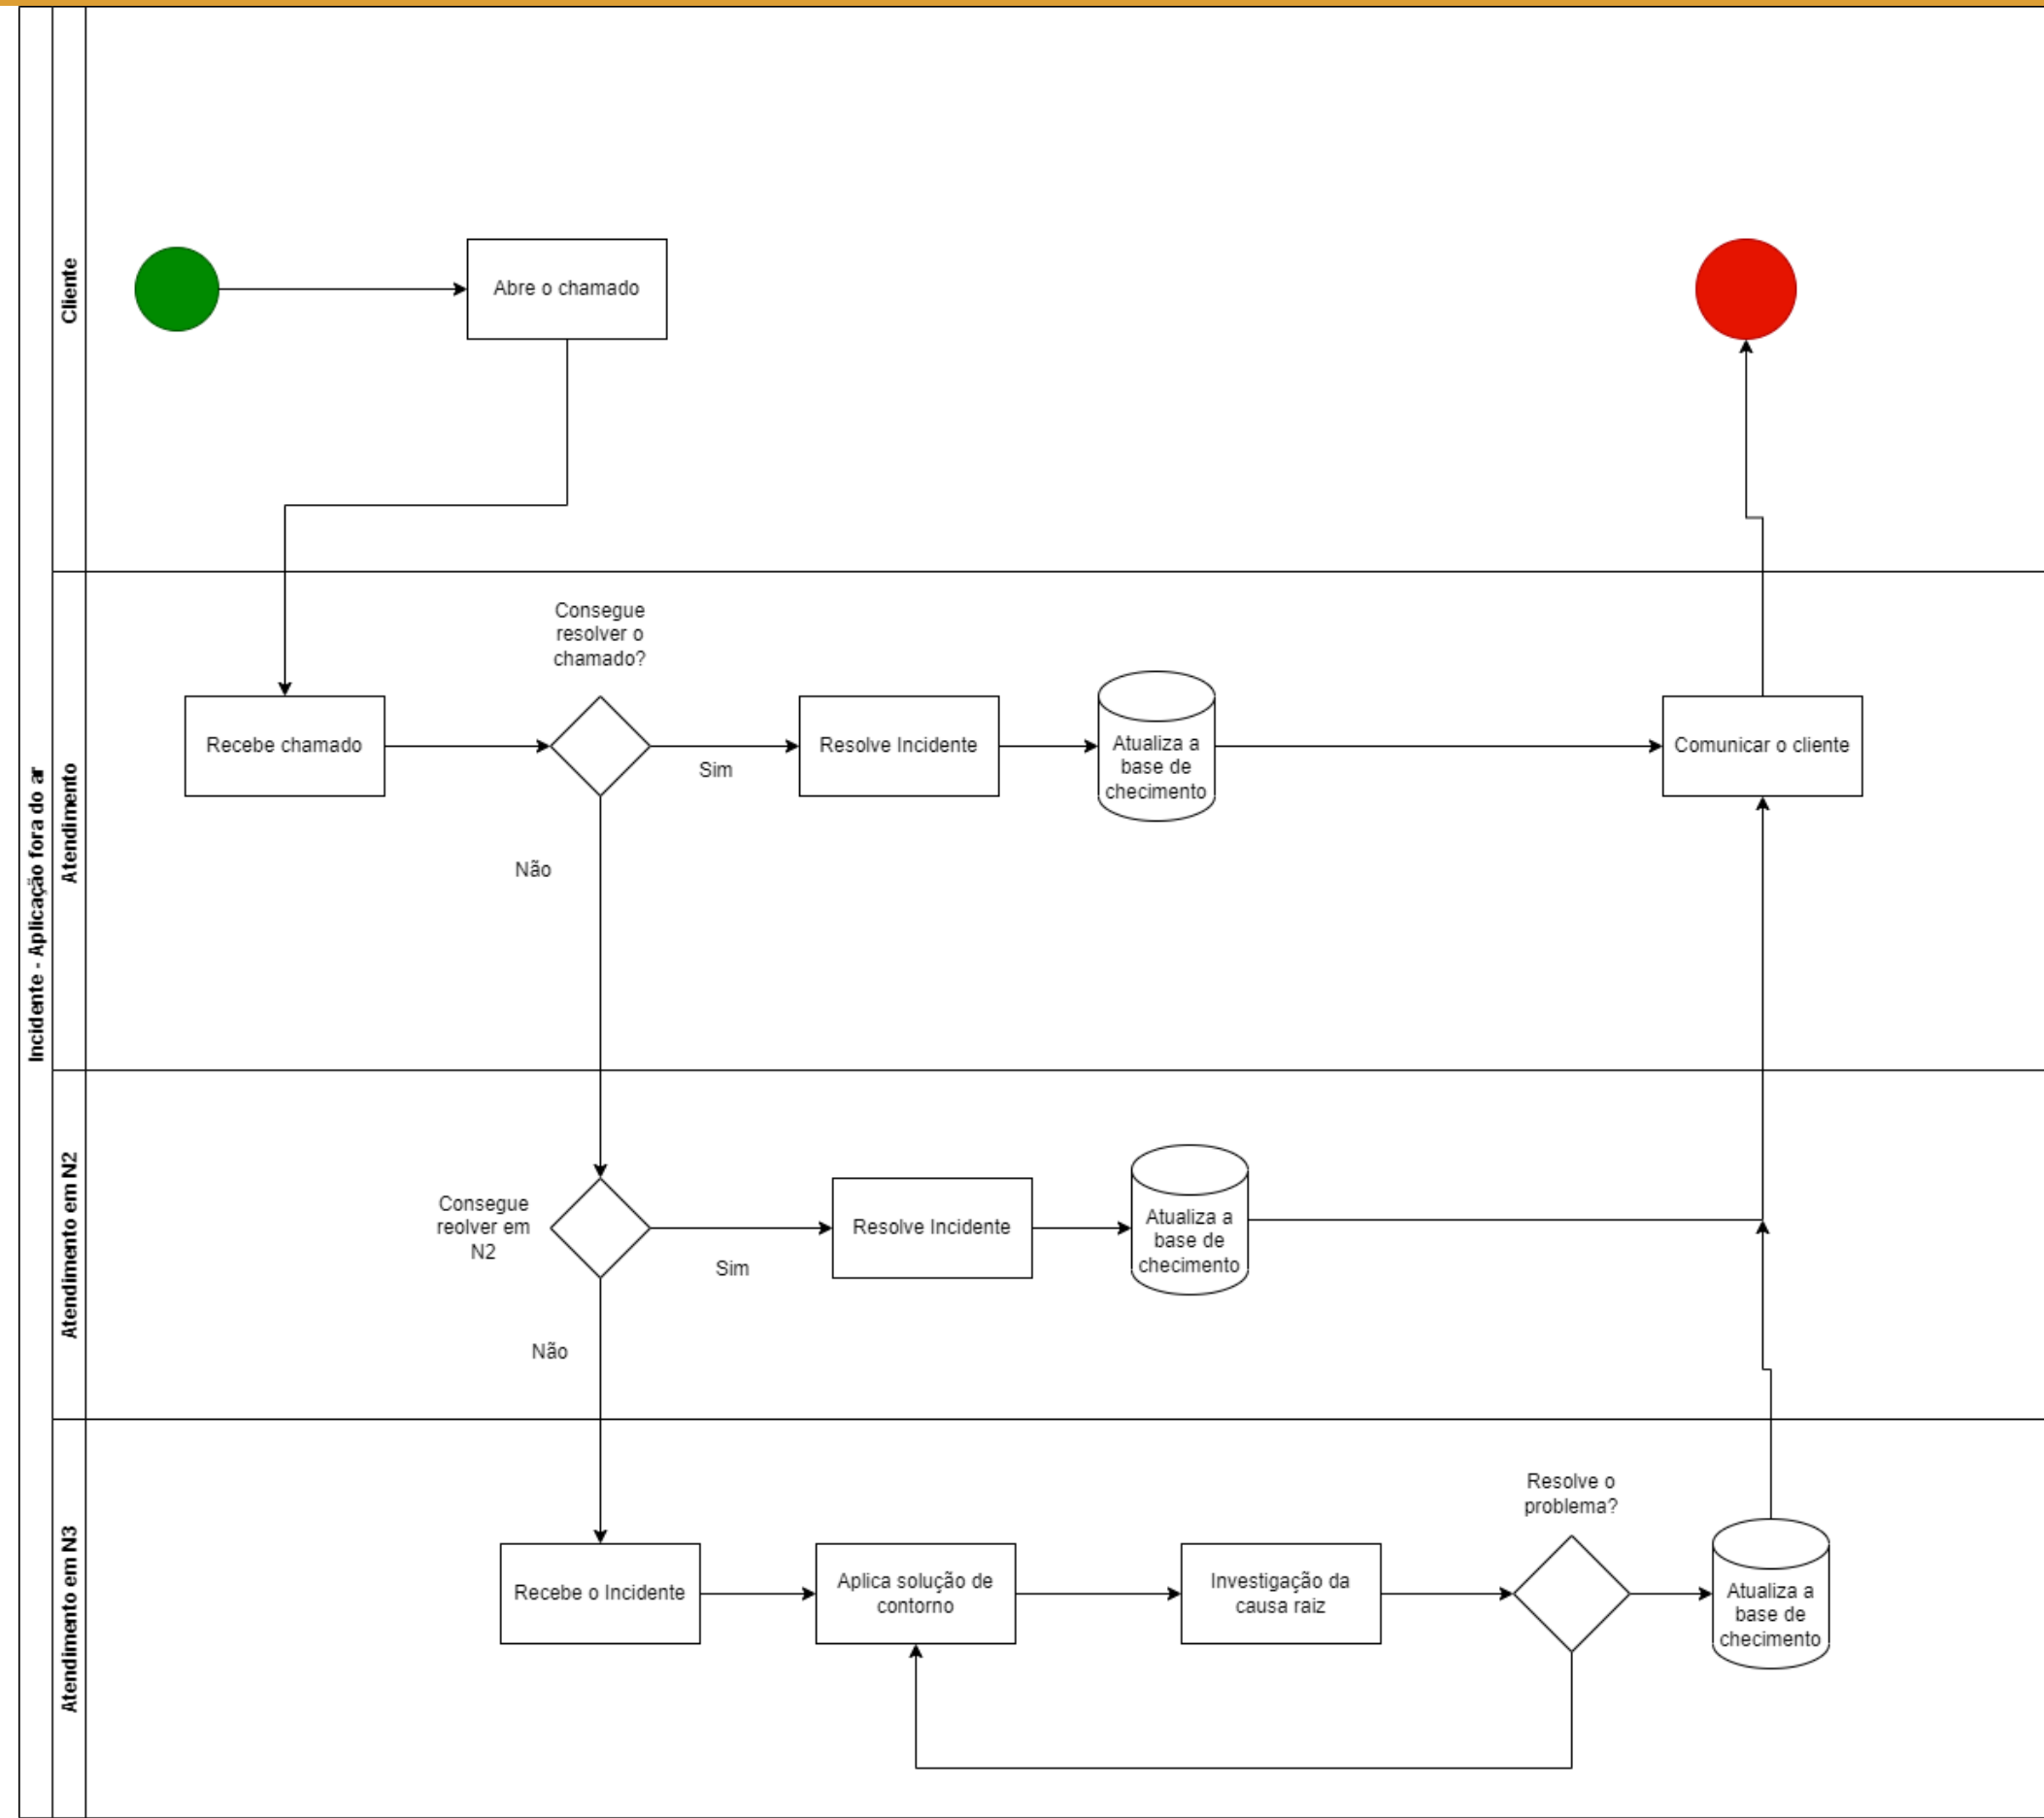 Incidente - Aplicação fora do ar
Cliente
Abre o chamado
Atendimento
Consegue
resolver o
chamado?
Recebe chamado
Sim
Resolve Incidente
Atualiza a
base de
checimento
Comunicar o cliente
Não
Atendimento em N2
Consegue
reolver em
N2
Sim
Resolve Incidente
Atualiza a
base de
checimento
Não
Atendimento em N3
Recebe o Incidente
Aplica solução de
contorno
Investigação da
causa raiz
Resolve o
problema?
Atualiza a
base de
checimento